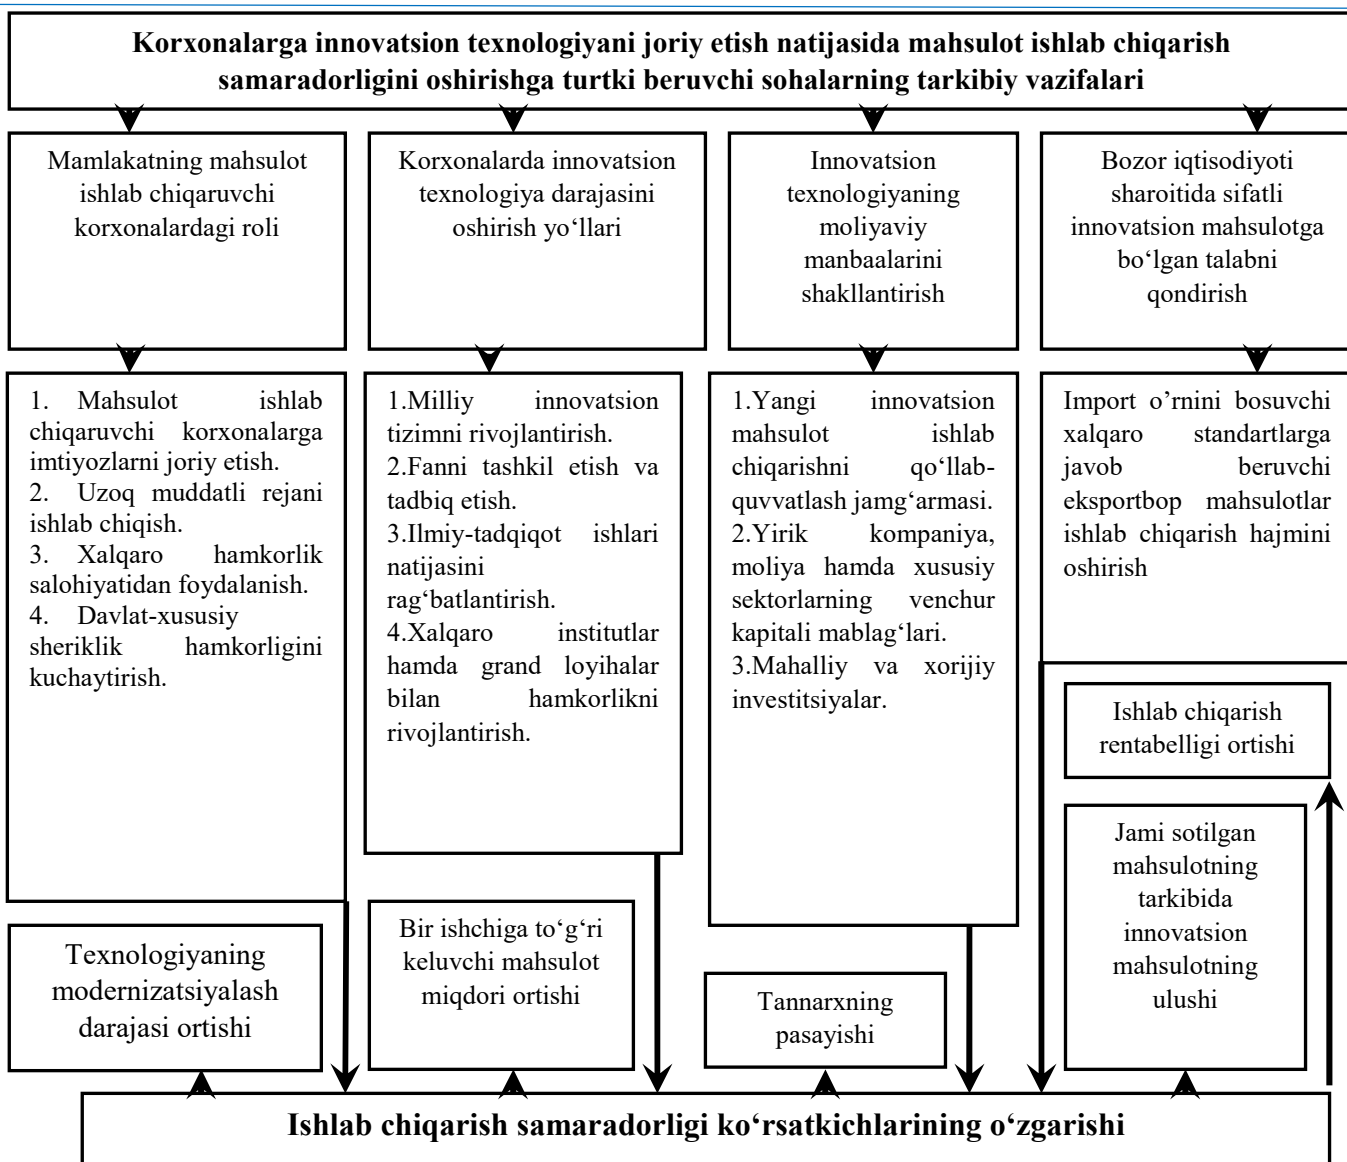 Korxonalarga innovatsion texnologiyani joriy etish natijasida mahsulot ishlab chiqarish
samaradorligini oshirishga turtki beruvchi sohalarning tarkibiy vazifalari
Mamlakatning mahsulot
ishlab chiqaruvchi
korxonalardagi roli
Korxonalarda innovatsion
texnologiya darajasini
oshirish yo‘llari
Innovatsion
texnologiyaning
moliyaviy
manbaalarini
shakllantirish
Bozor iqtisodiyoti
sharoitida sifatli
innovatsion mahsulotga
bo‘lgan talabni
qondirish
1. Mahsulot ishlab
chiqaruvchi korxonalarga
imtiyozlarni joriy etish.
2. Uzoq muddatli rejani
ishlab chiqish.
3. Xalqaro hamkorlik
salohiyatidan foydalanish.
4. Davlat-xususiy
sheriklik hamkorligini
kuchaytirish.
1.Milliy innovatsion
tizimni rivojlantirish.
2.Fanni tashkil etish va
tadbiq etish.
3.Ilmiy-tadqiqot ishlari
natijasini
rag‘batlantirish.
4.Xalqaro institutlar
hamda grand loyihalar
bilan hamkorlikni
rivojlantirish.
1.Yangi innovatsion
mahsulot ishlab
chiqarishni qo‘llab-
quvvatlash jamg‘armasi.
2.Yirik kompaniya,
moliya hamda xususiy
sektorlarning venchur
kapitali mablag‘lari.
3.Mahalliy va xorijiy
investitsiyalar.
Import o’rnini bosuvchi
xalqaro standartlarga
javob beruvchi
eksportbop mahsulotlar
ishlab chiqarish hajmini
oshirish
Ishlab chiqarish
rentabelligi ortishi
Jami sotilgan
mahsulotning
tarkibida
innovatsion
mahsulotning
ulushi
Texnologiyaning
modernizatsiyalash
darajasi ortishi
Bir ishchiga to‘g‘ri
keluvchi mahsulot
miqdori ortishi
Tannarxning
pasayishi
Ishlab chiqarish samaradorligi ko‘rsatkichlarining o‘zgarishi